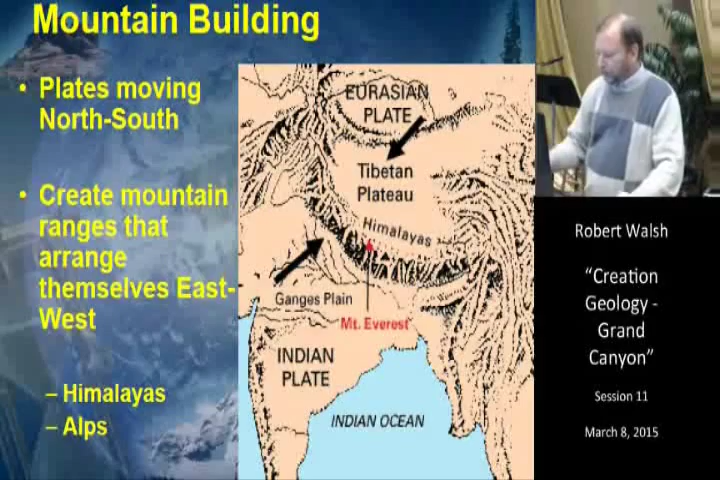 Mountain Building
• Plates moving
North-South
• Create mountain
ranges that
arrange
themselves East-
West
– Himalayas
– Alps
EURASIAN
PLATE
Tibetan
Plateau
Himalayas
Ganges Plain
Mt. Everest
INDIAN
PLATE
INDIAN OCEAN
Robert Walsh
“Creation
Geology -
Grand
Canyon”
Session 11
March 8, 2015